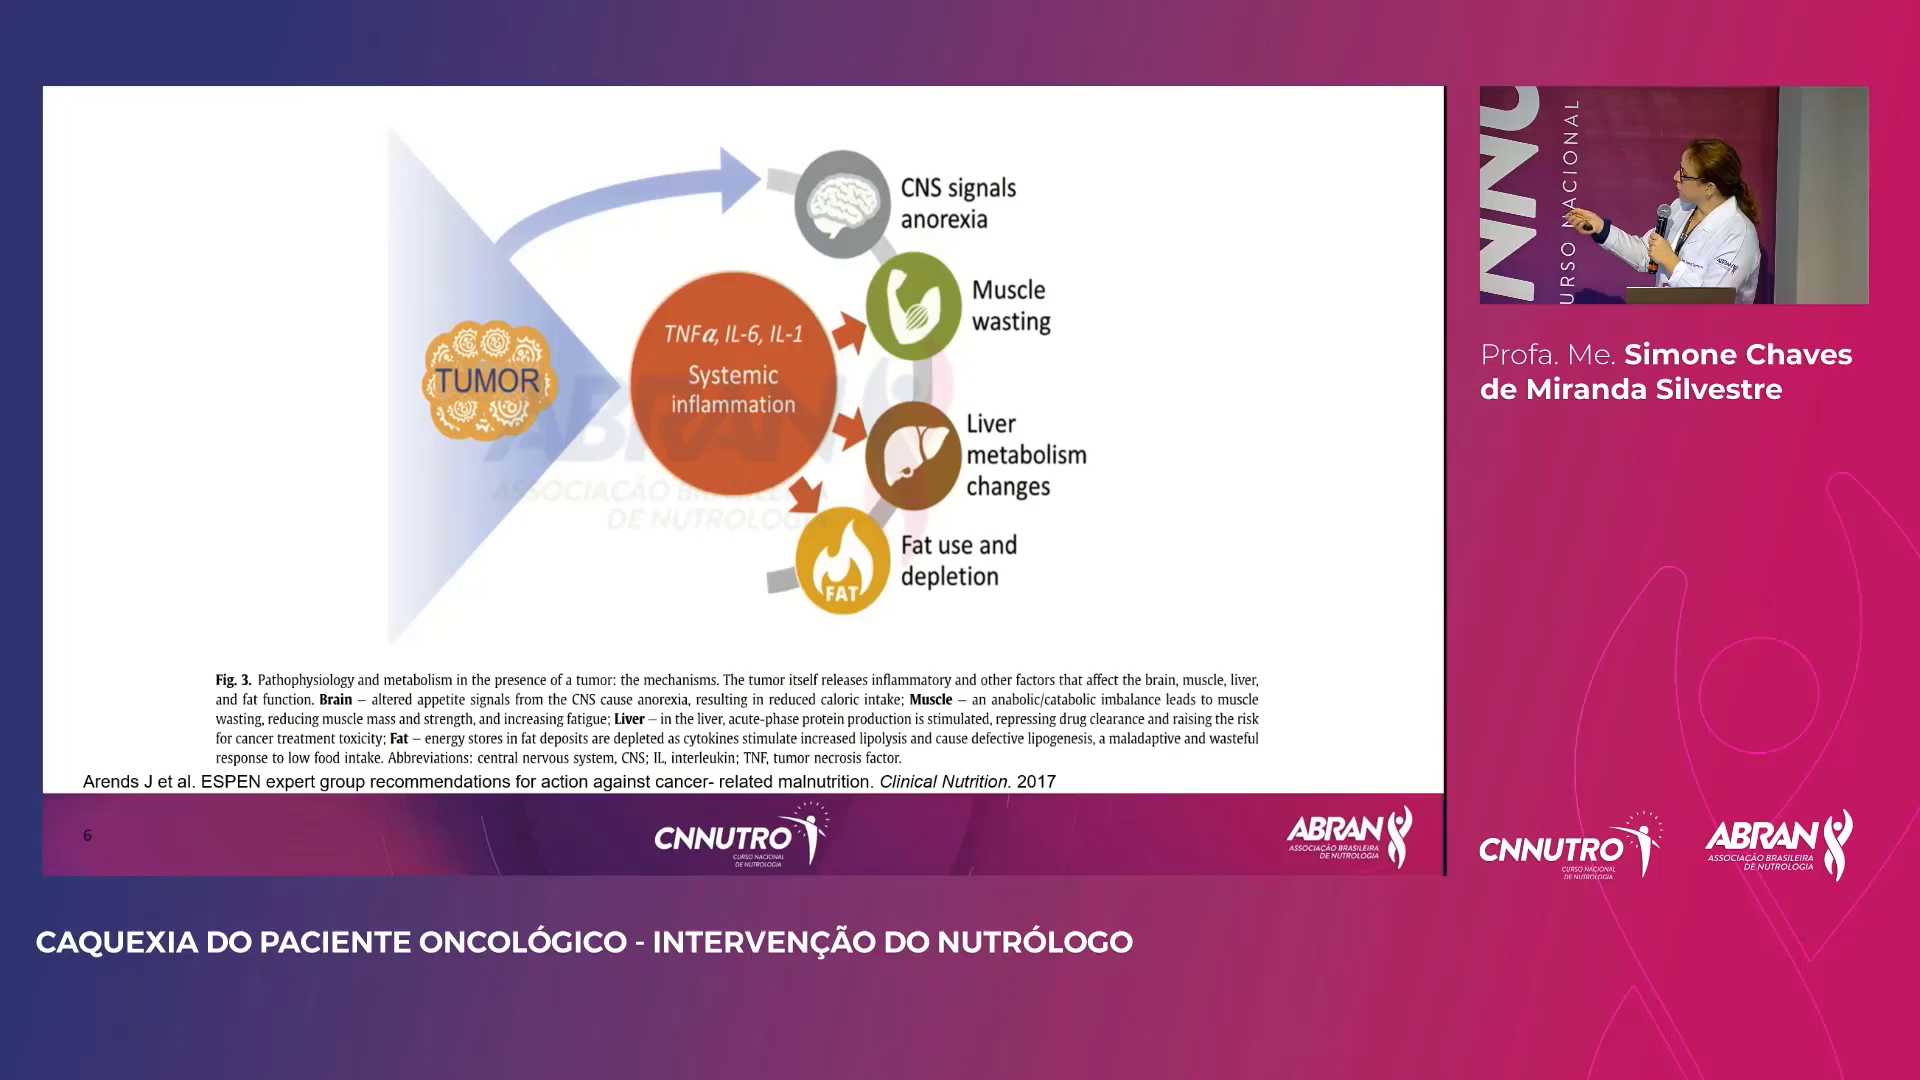 CNS signals
anorexia
Muscle
wasting
TNFα, IL-6, IL-1
Systemic
inflammation
TUMOR
Liver
metabolism
changes
Fat use and
depletion
FAT
ABRAN
ASSOCIAÇÃO BRASILEIRA
DE NUTROLOGIA
Fig. 3. Pathophysiology and metabolism in the presence of a tumor: the mechanisms. The tumor itself releases inflammatory and other factors that affect the brain, muscle, liver,
and fat function. Brain – altered appetite signals from the CNS cause anorexia, resulting in reduced caloric intake; Muscle – an anabolic/catabolic imbalance leads to muscle
wasting, reducing muscle mass and strength, and increasing fatigue; Liver – in the liver, acute-phase protein production is stimulated, repressing drug clearance and raising the risk
for cancer treatment toxicity; Fat – energy stores in fat deposits are depleted as cytokines stimulate increased lipolysis and cause defective lipogenesis, a maladaptive and wasteful
response to low food intake. Abbreviations: central nervous system, CNS; IL, interleukin; TNF, tumor necrosis factor.
Arends J et al. ESPEN expert group recommendations for action against cancer- related malnutrition. Clinical Nutrition. 2017
6
CNNUTRO
CURSO NACIONAL
DE NUTROLOGIA
ABRAN
ASSOCIAÇÃO BRASILEIRA
DE NUTROLOGIA
NNU
URSO NACIONAL
Profa. Me. Simone Chaves
de Miranda Silvestre
CNNUTRO
CURSO NACIONAL
DE NUTROLOGIA
ABRAN
ASSOCIAÇÃO BRASILEIRA
DE NUTROLOGIA
CAQUEXIA DO PACIENTE ONCOLÓGICO - INTERVENÇÃO DO NUTRÓLOGO